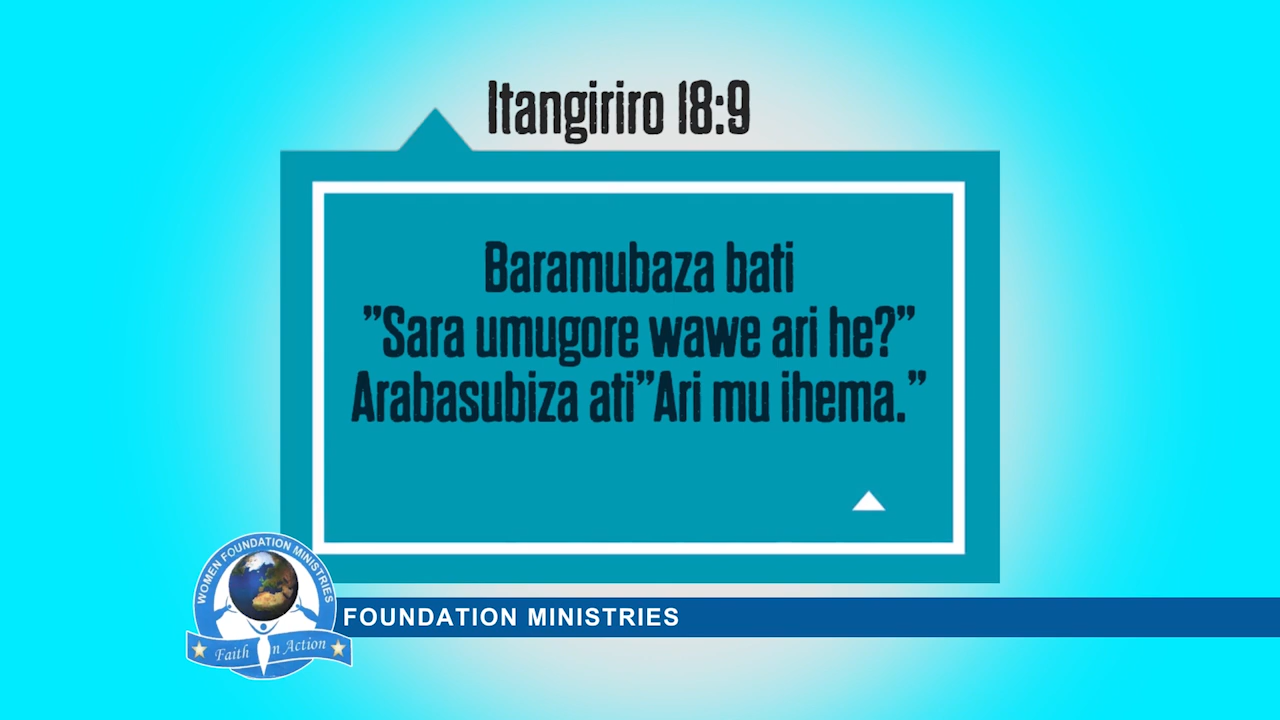 Itangiriro 18:9
Baramubaza bati
”Sara umugore wawe ari he?”
Arabasubiza ati”Ari mu ihema.”
WOMEN FOUNDATION MINISTRIES
FOUNDATION MINISTRIES
Faith In Action